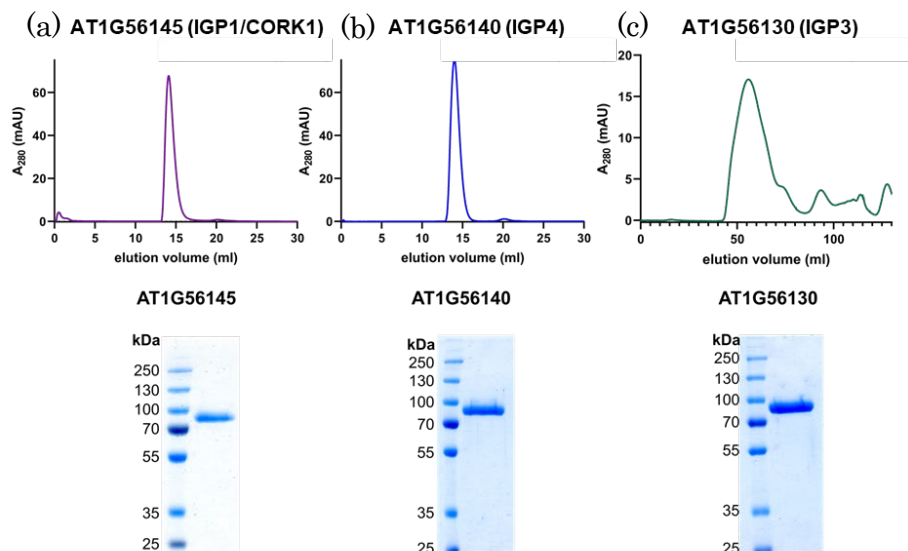 (a) AT1G56145 (IGP1/CORK1) (b) AT1G56140 (IGP4) (c) AT1G56130 (IGP3)
A280 (mAU)
60
40
20
0
0 5 10 15 20 25 30
elution volume (ml)
A280 (mAU)
60
40
20
0
0 5 10 15 20 25 30
elution volume (ml)
A280 (mAU)
20
15
10
5
0
0 50 100
elution volume (ml)
AT1G56145
kDa
250
130
100
70
55
35
25
AT1G56140
kDa
250
130
100
70
55
35
25
AT1G56130
kDa
250
130
100
70
55
35
25